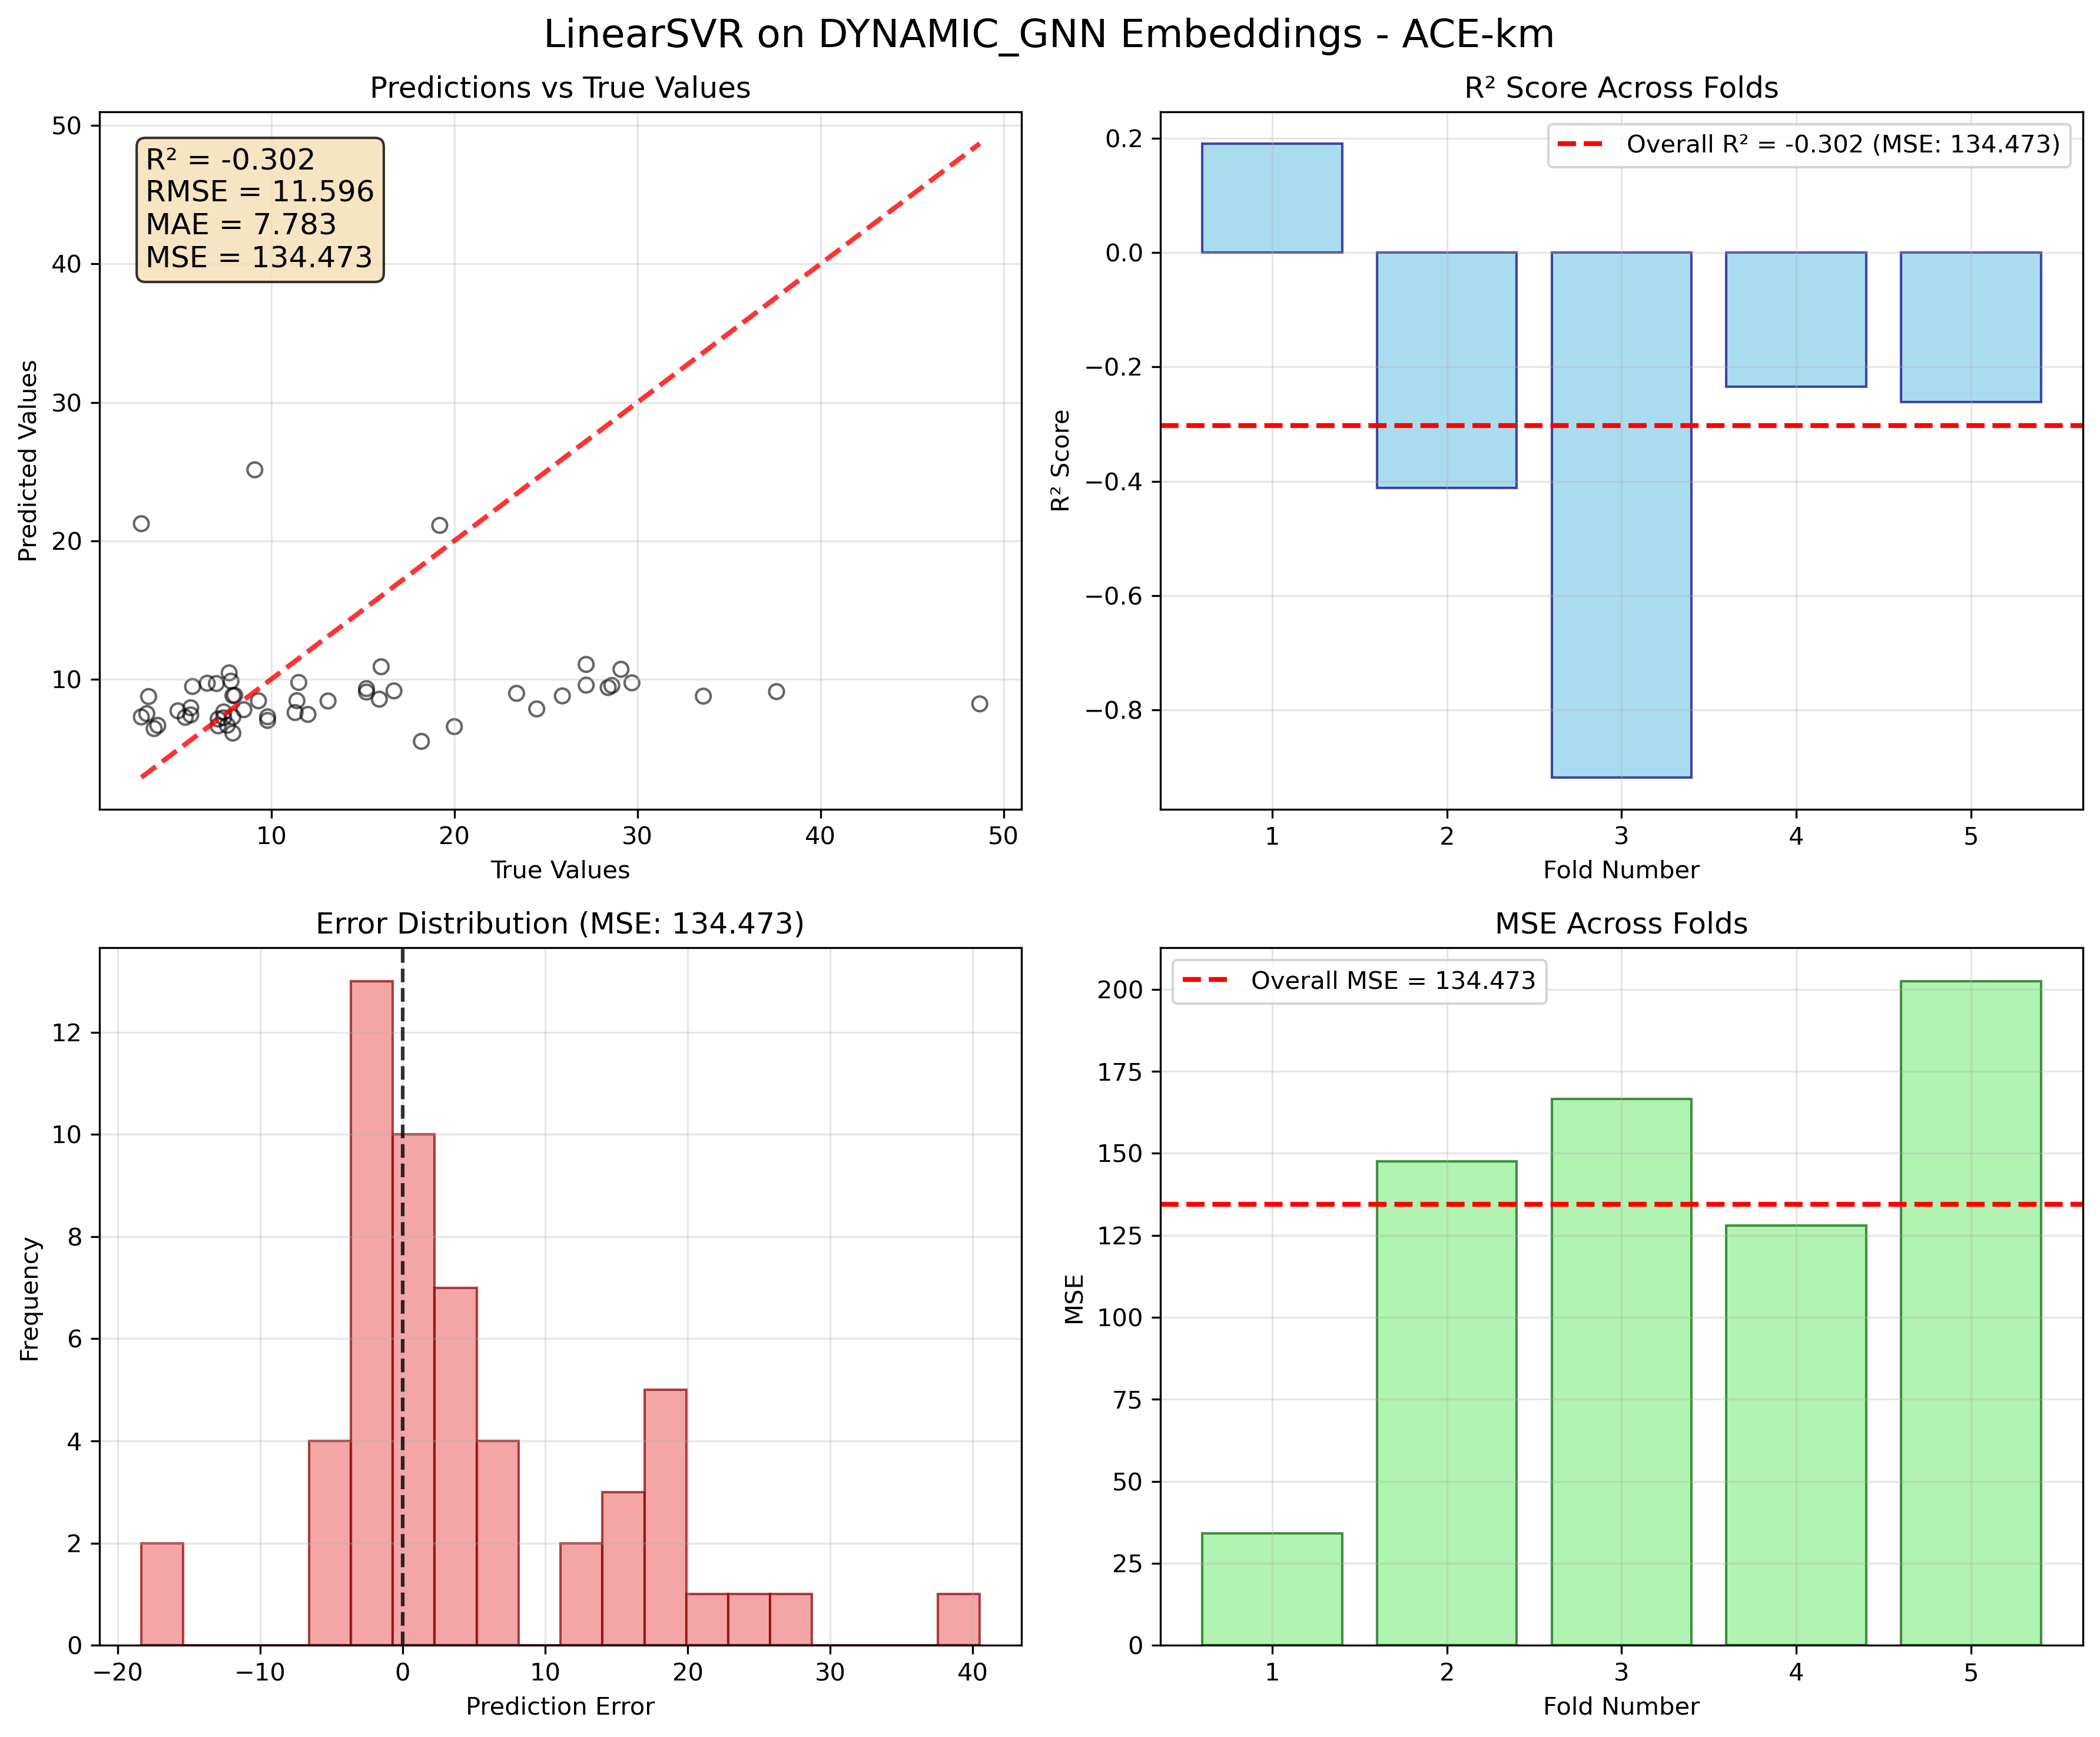 LinearSVR on DYNAMIC_GNN Embeddings - ACE-km
Predictions vs True Values
50
40
30
20
10
R² = -0.302
RMSE = 11.596
MAE = 7.783
MSE = 134.473
Predicted Values
10
20
30
40
50
True Values
R² Score Across Folds
0.2
0.0
−0.2
−0.4
−0.6
−0.8
Overall R² = -0.302 (MSE: 134.473)
R² Score
1
2
3
4
5
Fold Number
Error Distribution (MSE: 134.473)
12
10
8
6
4
2
0
Frequency
−20
−10
0
10
20
30
40
Prediction Error
MSE Across Folds
200
175
150
125
100
75
50
25
0
Overall MSE = 134.473
MSE
1
2
3
4
5
Fold Number